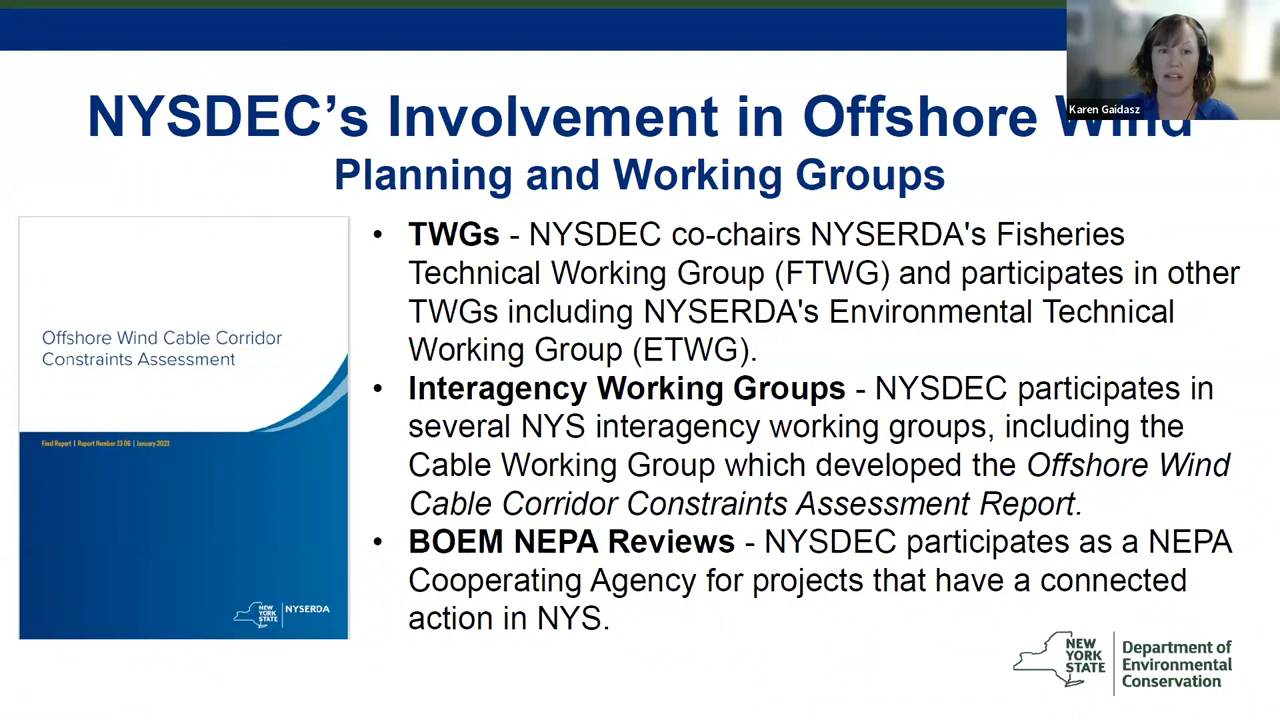 Karen Gaidasz
NYSDEC's Involvement in Offshore Wind
Planning and Working Groups
Offshore Wind Cable Corridor
Constraints Assessment
Final Report | Report Number 23-06 | January 2023
NEW
YORK
STATE
NYSERDA
• TWGs - NYSDEC co-chairs NYSERDA's Fisheries
Technical Working Group (FTWG) and participates in other
TWGs including NYSERDA's Environmental Technical
Working Group (ETWG).
• Interagency Working Groups - NYSDEC participates in
several NYS interagency working groups, including the
Cable Working Group which developed the Offshore Wind
Cable Corridor Constraints Assessment Report.
• BOEM NEPA Reviews - NYSDEC participates as a NEPA
Cooperating Agency for projects that have a connected
action in NYS.
NEW
YORK
STATE
Department of
Environmental
Conservation